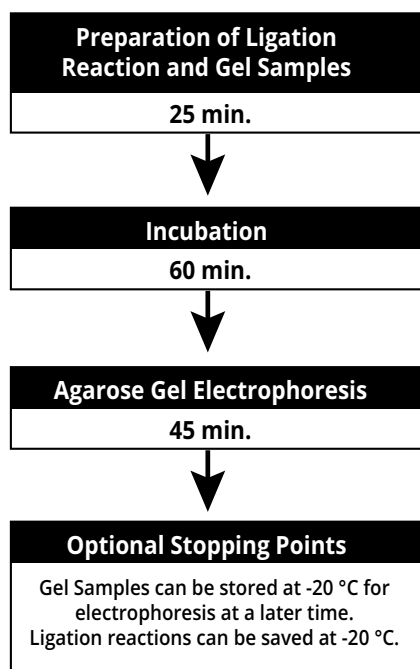 Preparation of Ligation
Reaction and Gel Samples
25 min.
Incubation
60 min.
Agarose Gel Electrophoresis
45 min.
Optional Stopping Points
Gel Samples can be stored at -20 °C for
electrophoresis at a later time.
Ligation reactions can be saved at -20 °C.